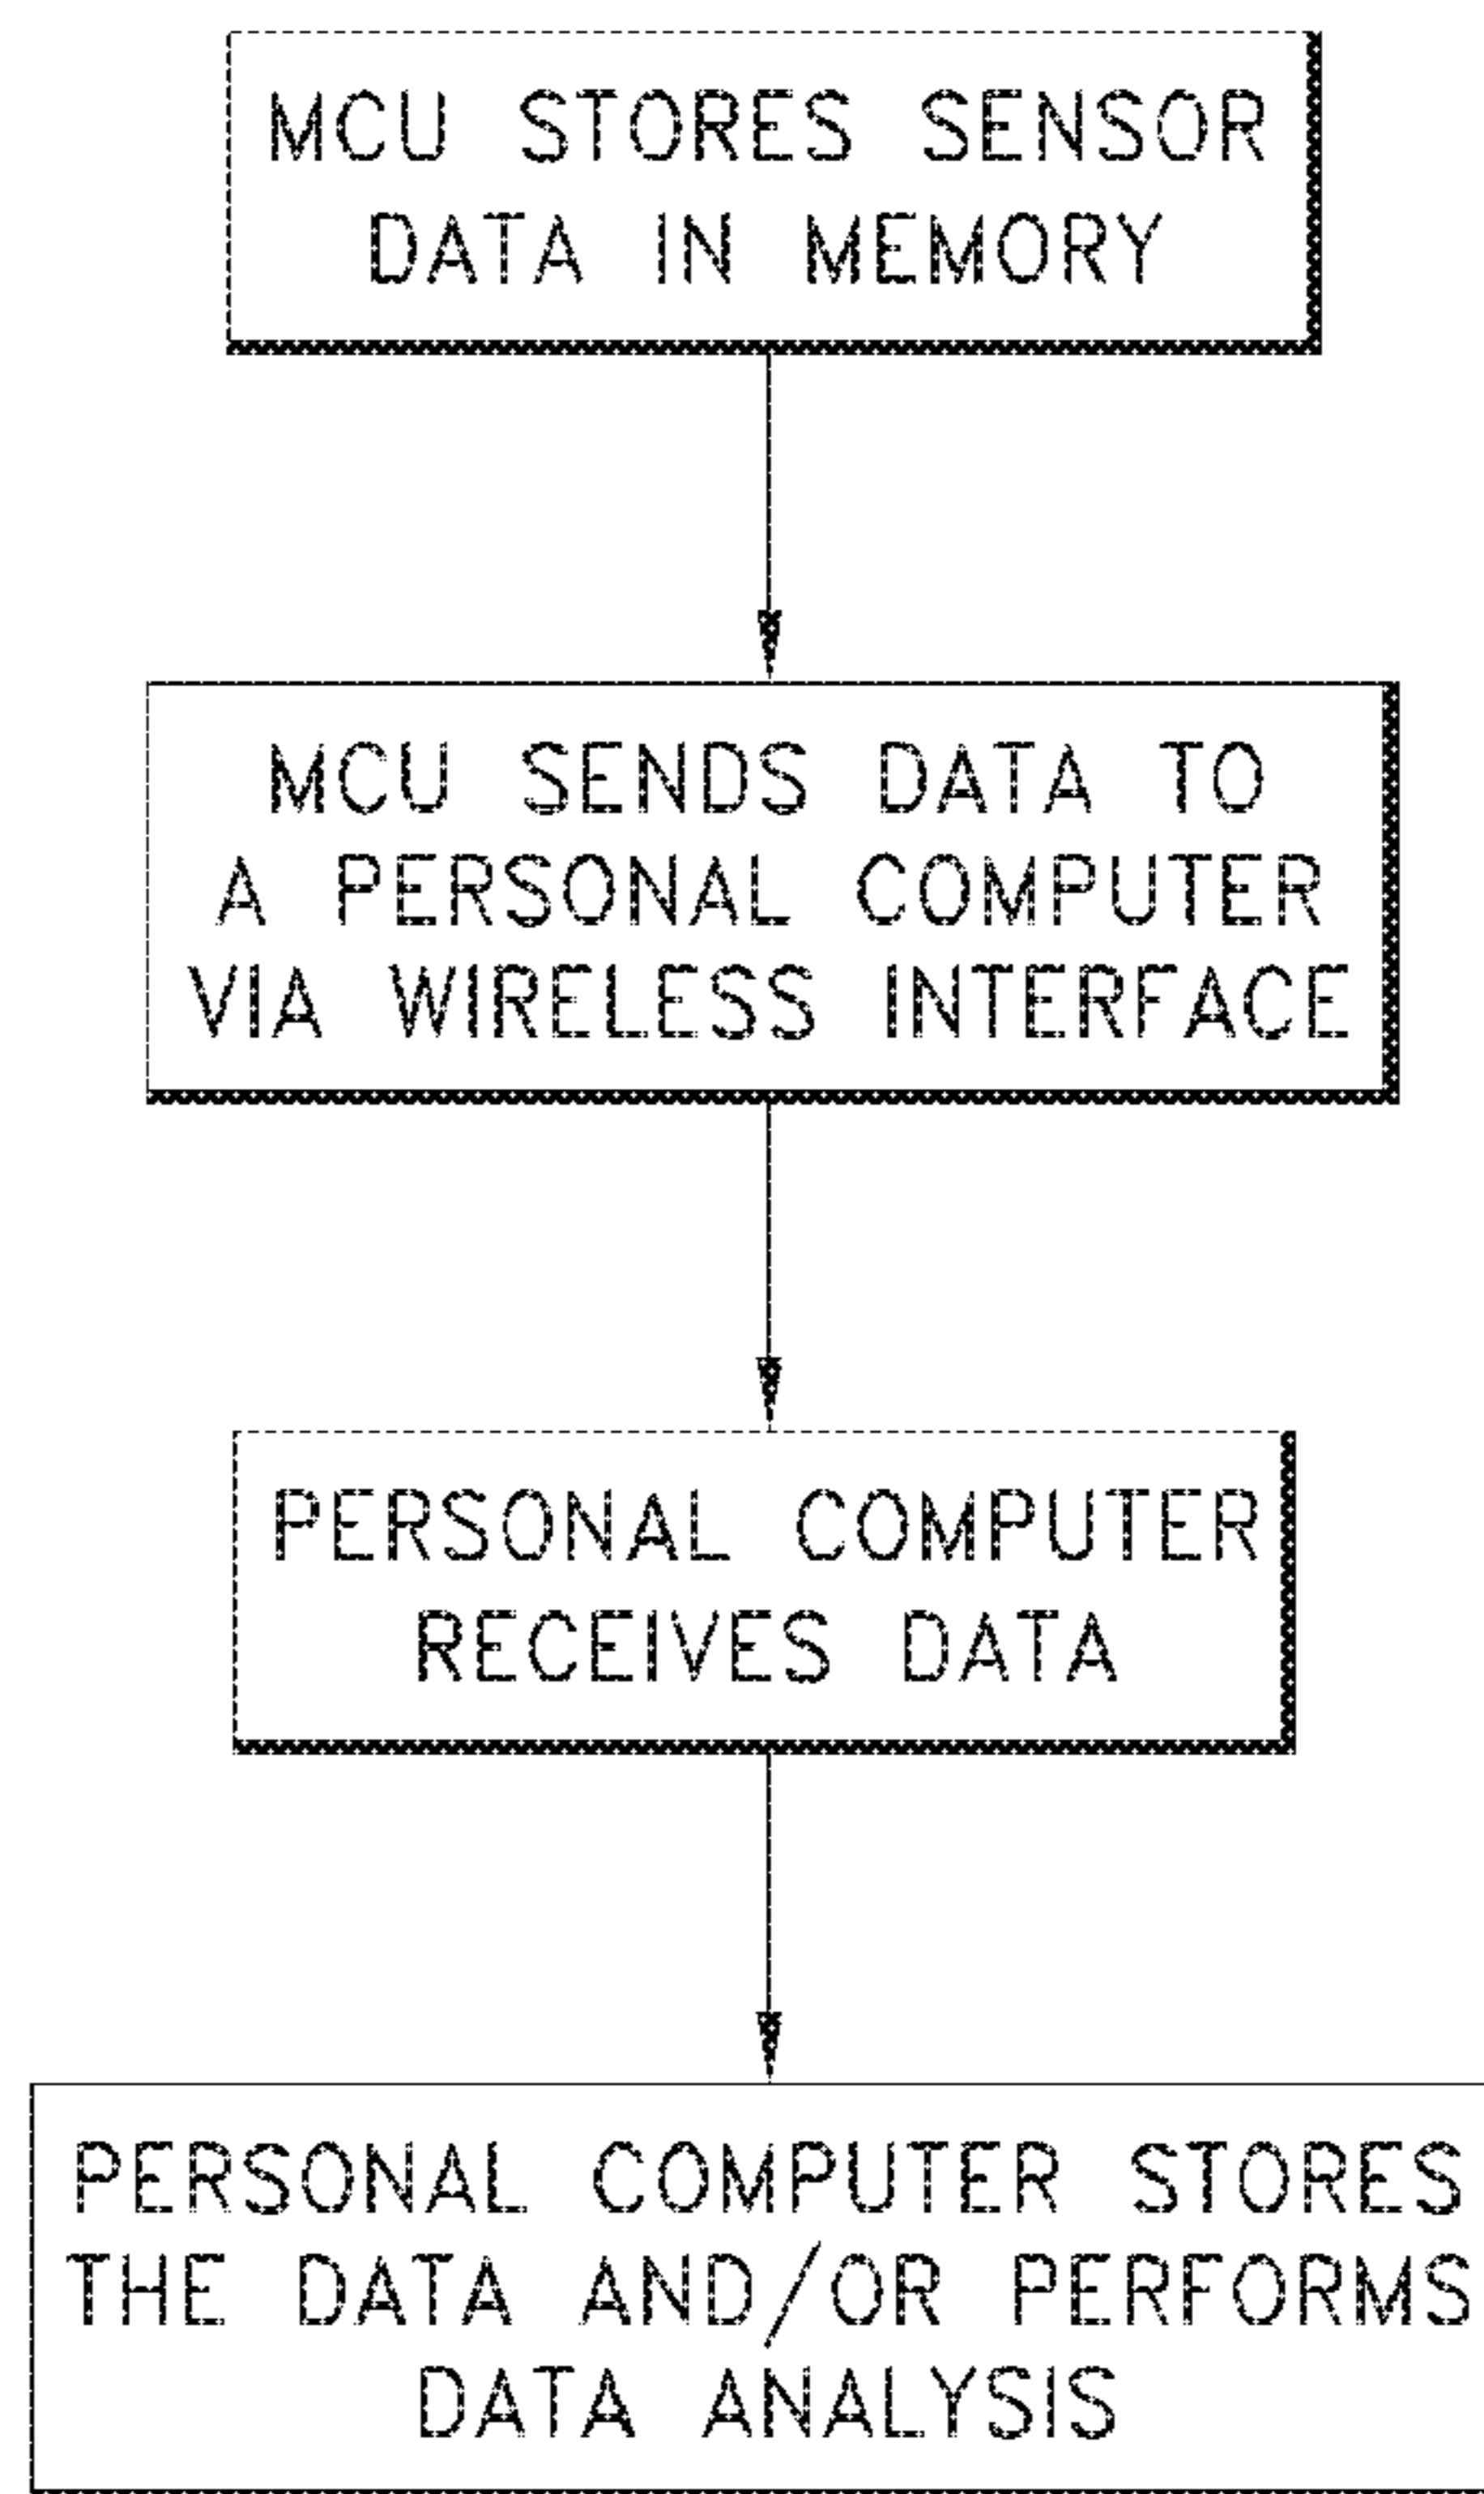 MCU STORES SENSOR
DATA IN MEMORY
MCU SENDS DATA TO
A PERSONAL COMPUTER
VIA WIRELESS INTERFACE
PERSONAL COMPUTER
RECEIVES DATA
PERSONAL COMPUTER STORES
THE DATA AND/OR PERFORMS
DATA ANALYSIS